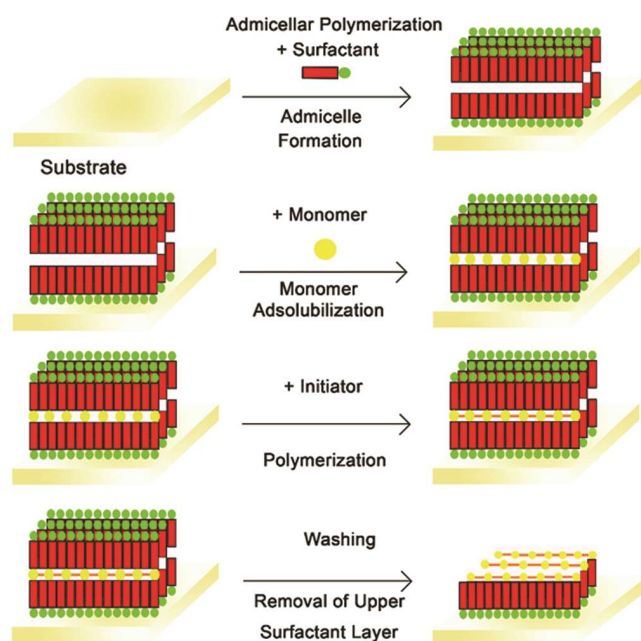 Admicellar Polymerization
+ Surfactant
Admicelle
Formation
Substrate
+ Monomer
Monomer
Adsolubilization
+ Initiator
Polymerization
Washing
Removal of Upper
Surfactant Layer